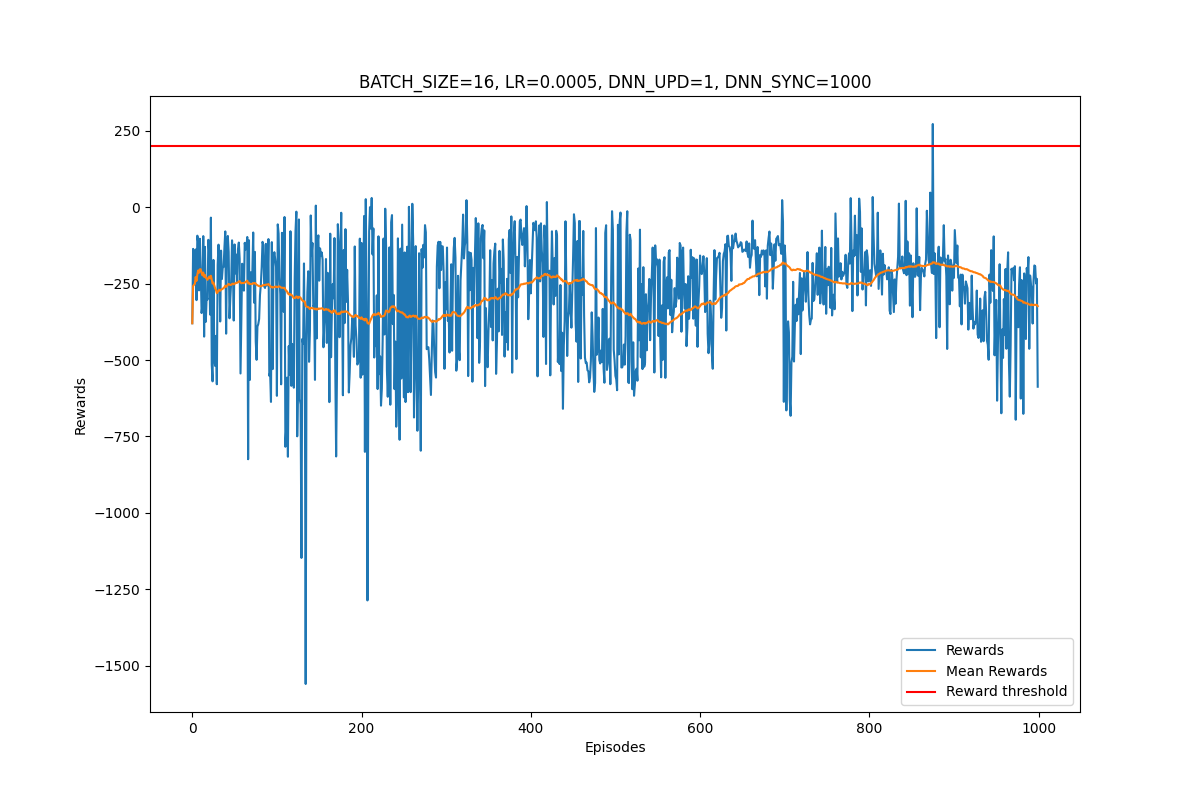 BATCH_SIZE=16, LR=0.0005, DNN_UPD=1, DNN_SYNC=1000
250
0
−250
−500
−750
−1000
−1250
−1500
Rewards
0 200 400 600 800 1000
Episodes
Rewards
Mean Rewards
Reward threshold